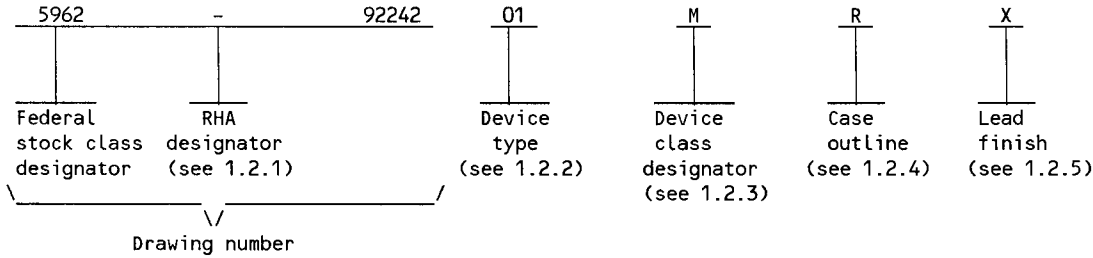 5962 - 92242 01 M R X
Federal RHA Device Device Case Lead
stock class designator type class outline finish
designator (see 1.2.1) (see 1.2.2) designator (see 1.2.4) (see 1.2.5)
(see 1.2.3)
\ /
\/
Drawing number